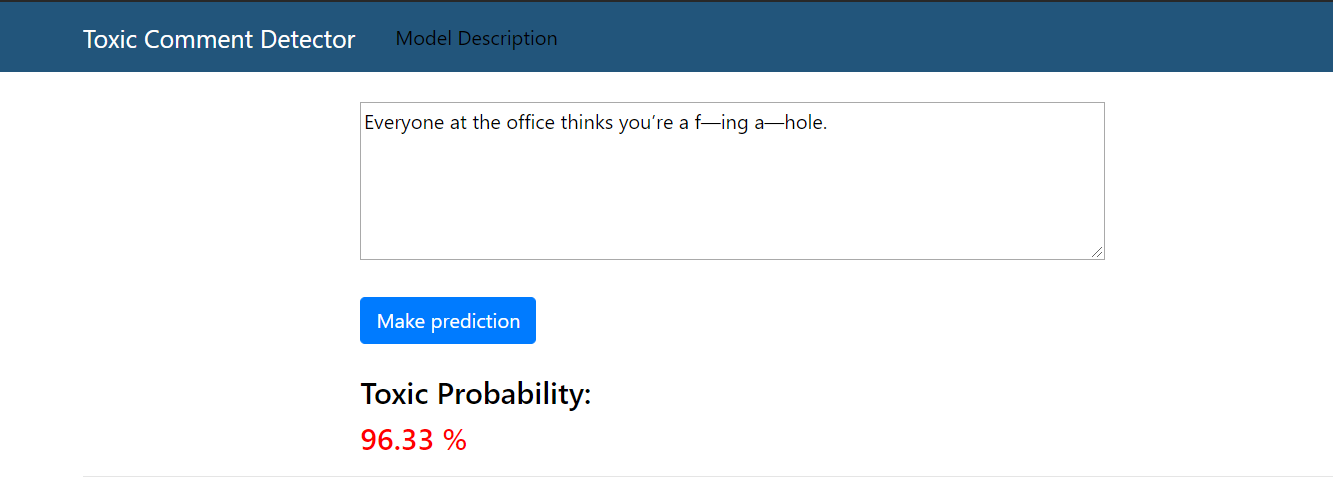 Toxic Comment Detector Model Description
Everyone at the office thinks you’re a f—ing a—hole.
Make prediction
Toxic Probability:
96.33 %